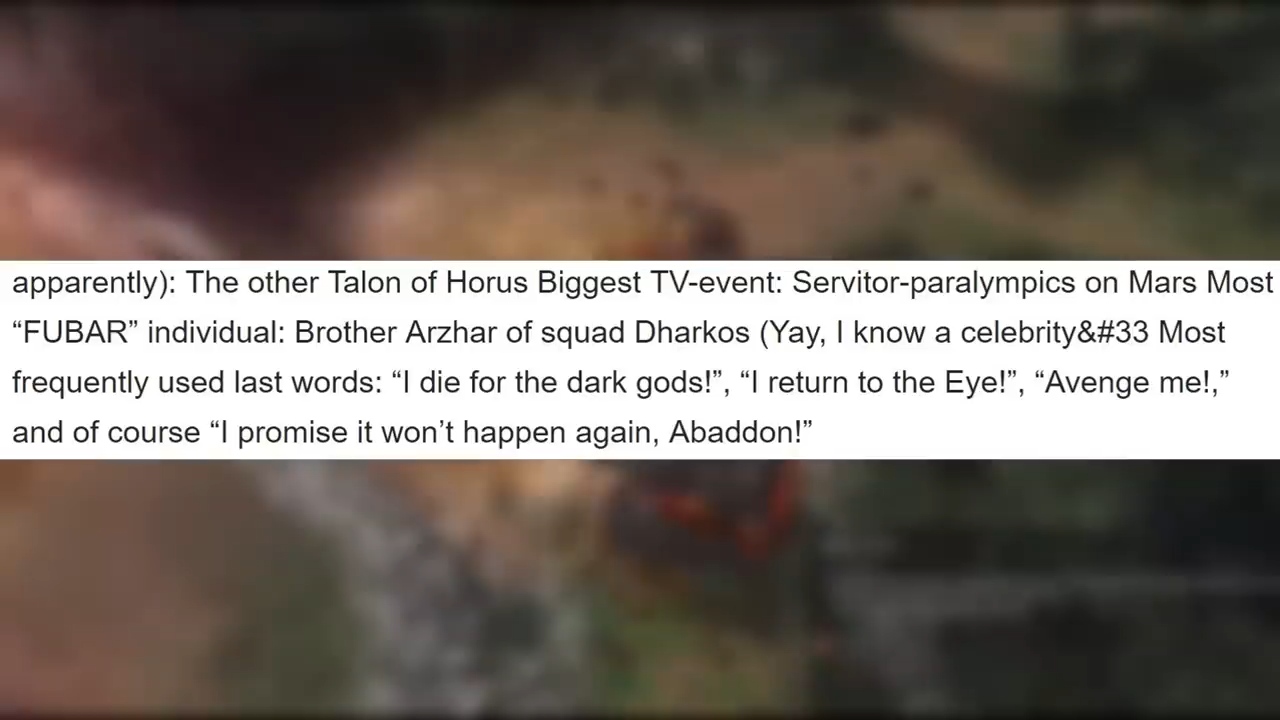 apparently): The other Talon of Horus Biggest TV-event: Servitor-paralympics on Mars Most
“FUBAR” individual: Brother Arzhar of squad Dharkos (Yay, I know a celebrity&#33 Most
frequently used last words: “I die for the dark gods!”, “I return to the Eye!”, “Avenge me!,”
and of course “I promise it won’t happen again, Abaddon!”